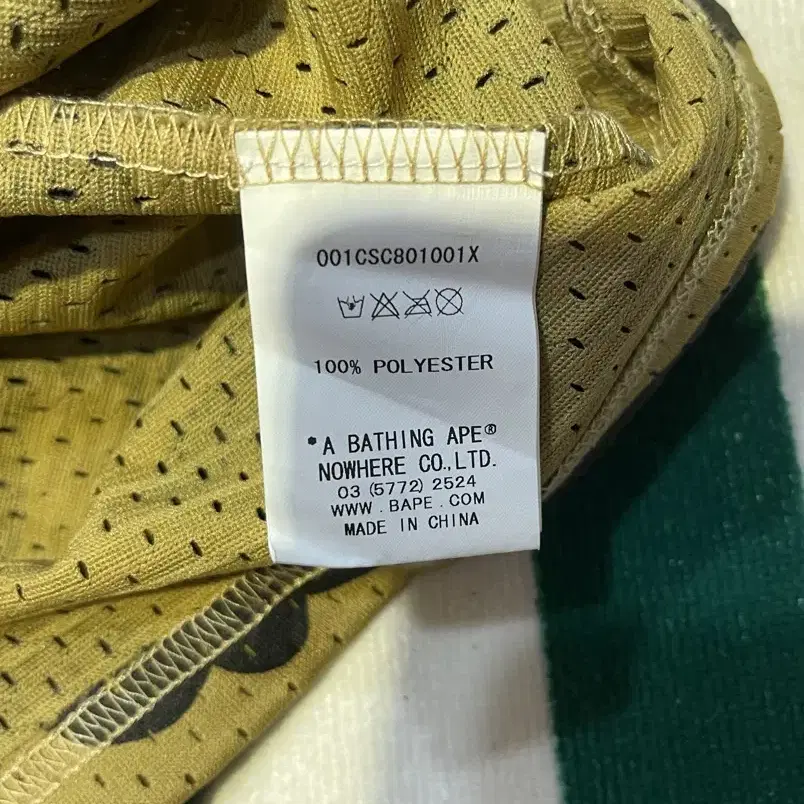 001CSC801001X
100% POLYESTER
*A BATHING APE®
NOWHERE CO.,LTD.
03 (5772) 2524
WWW.BAPE.COM
MADE IN CHINA